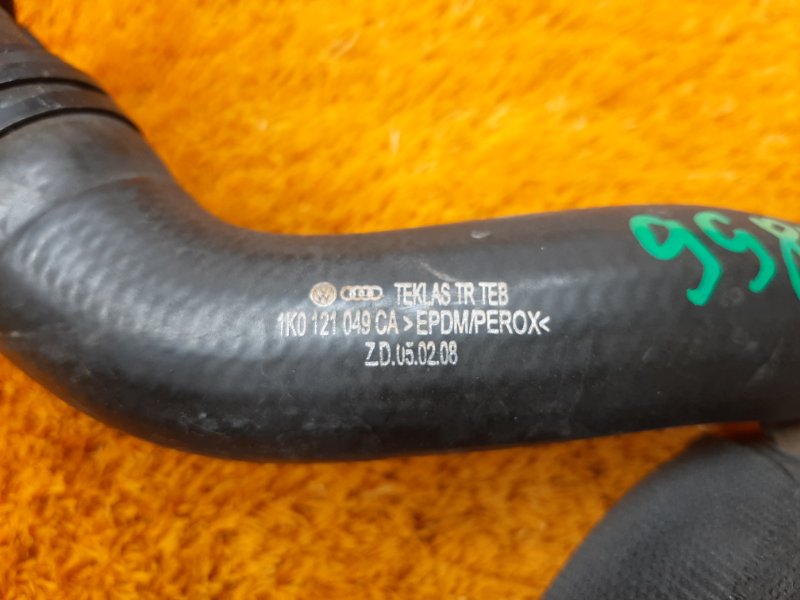 TEKLAS TR TEB
1K0 121 049 CA >EPDM/PEROX<
Z.D.05.02.08